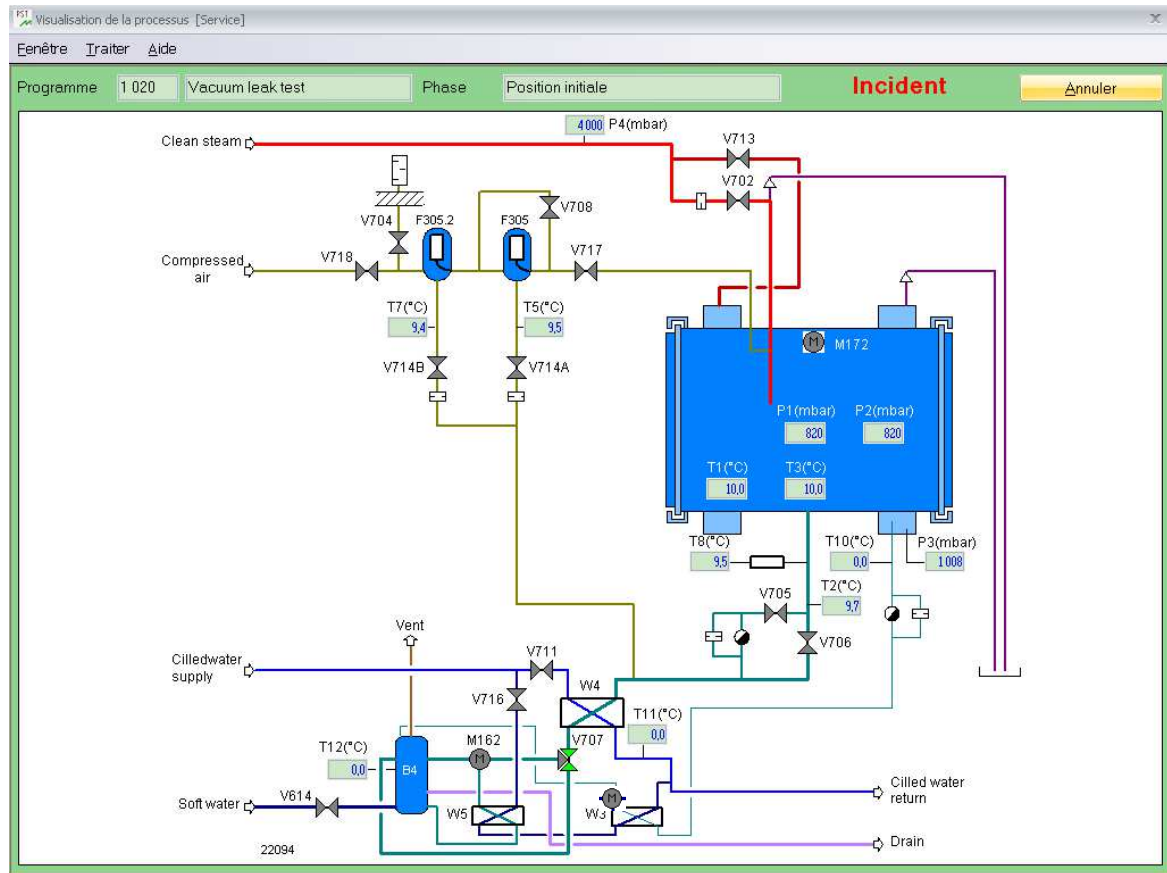 Visualisation de la processus [Service]
Fenêtre Traiter Aide
Programme 1 020 Vacuum leak test Phase Position initiale Incident Annuler
4000 P4(mbar)
Clean steam
V713
V702
V704
F305.2
F305
V708
V718
V717
Compressed
air
T7(°C)
9,4
T5(°C)
9,5
M
M172
V714B
V714A
P1(mbar)
820
P2(mbar)
820
T1(°C)
10,0
T3(°C)
10,0
T8(°C)
9,5
T10(°C)
0,0
P3(mbar)
1 008
V705
T2(°C)
9,7
V706
Vent
Cilledwater
supply
V711
V716
W4
T11(°C)
0,0
M162
M
V707
T12(°C)
0,0
B4
Soft water
V614
W5
M
W3
Cilled water
return
Drain
22094